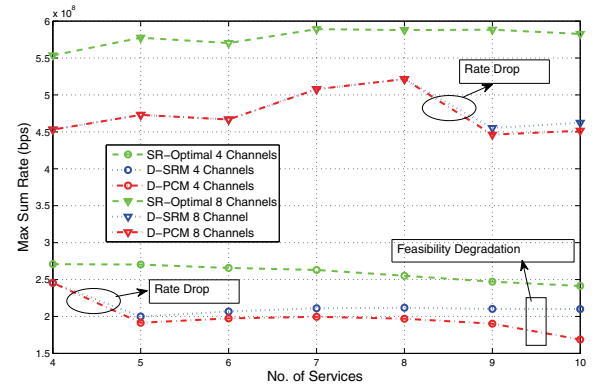 x 10^8
6
5.5
5
4.5
4
3.5
3
2.5
2
1.5
Max Sum Rate (bps)
Rate Drop
SR-Optimal 4 Channels
D-SRM 4 Channels
D-PCM 4 Channels
SR-Optimal 8 Channels
D-SRM 8 Channel
D-PCM 8 Channels
Feasibility Degradation
Rate Drop
4 5 6 7 8 9 10
No. of Services